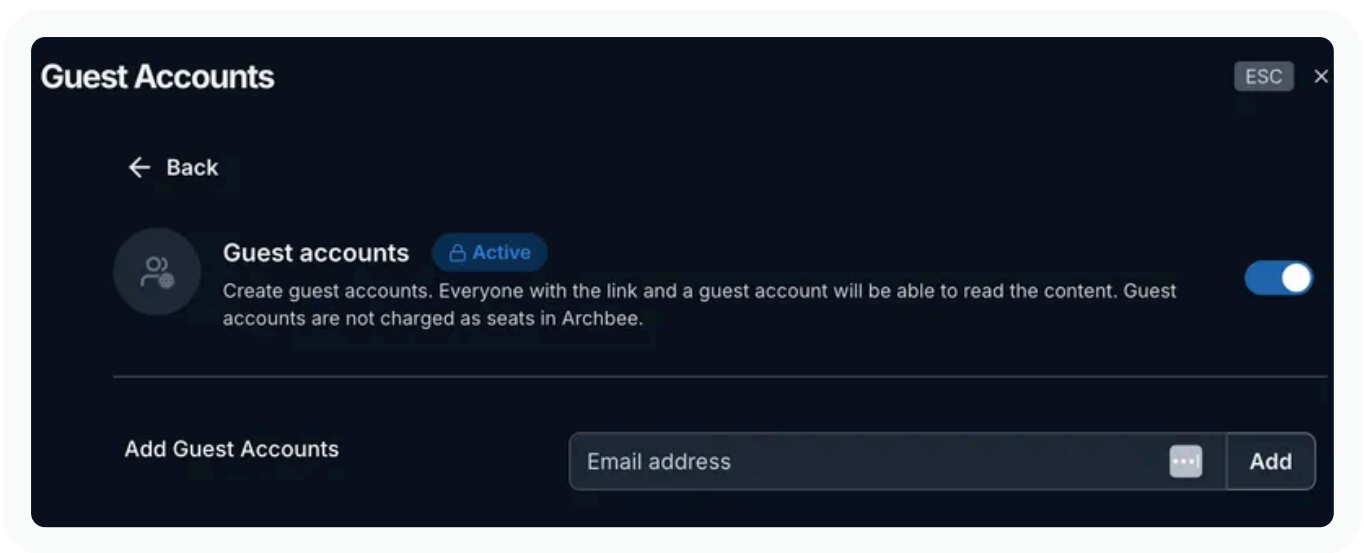 Guest Accounts
ESC
Back
Guest accounts
Active
Create guest accounts. Everyone with the link and a guest account will be able to read the content. Guest
accounts are not charged as seats in Archbee.
Add Guest Accounts
Email address
Add